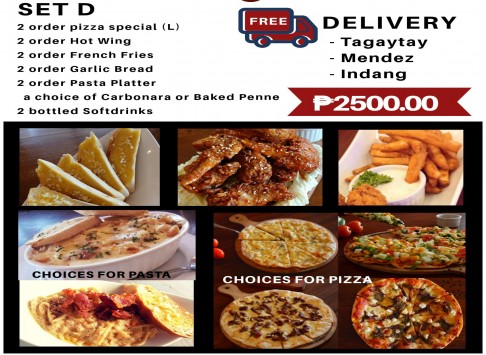 SET D
2 order pizza special (L)
2 order Hot Wing
2 order French Fries
2 order Garlic Bread
2 order Pasta Platter
a choice of Carbonara or Baked Penne
2 bottled Softdrinks
FREE
DELIVERY
- Tagaytay
- Mendez
- Indang
₱2500.00
CHOICES FOR PASTA
CHOICES FOR PIZZA